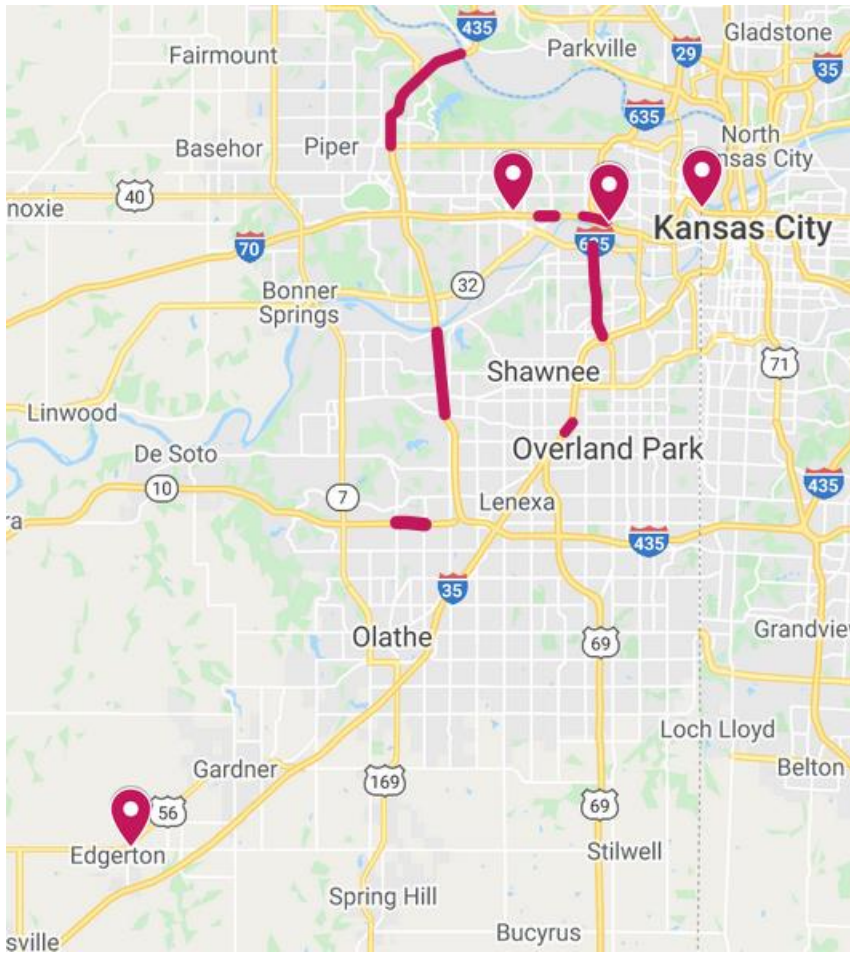 435
Parkville
Gladstone
29
35
Fairmount
635
North
nsas City
Basehor
Piper
40
noxie
Kansas City
635
70
32
Bonner
Springs
71
Shawnee
Linwood
Overland Park
De Soto
10
7
Lenexa
435
ra
435
35
Olathe
69
Grandview
Loch Lloyd
Gardner
Belton
169
56
69
Edgerton
Stilwell
Spring Hill
Bucyrus
sville